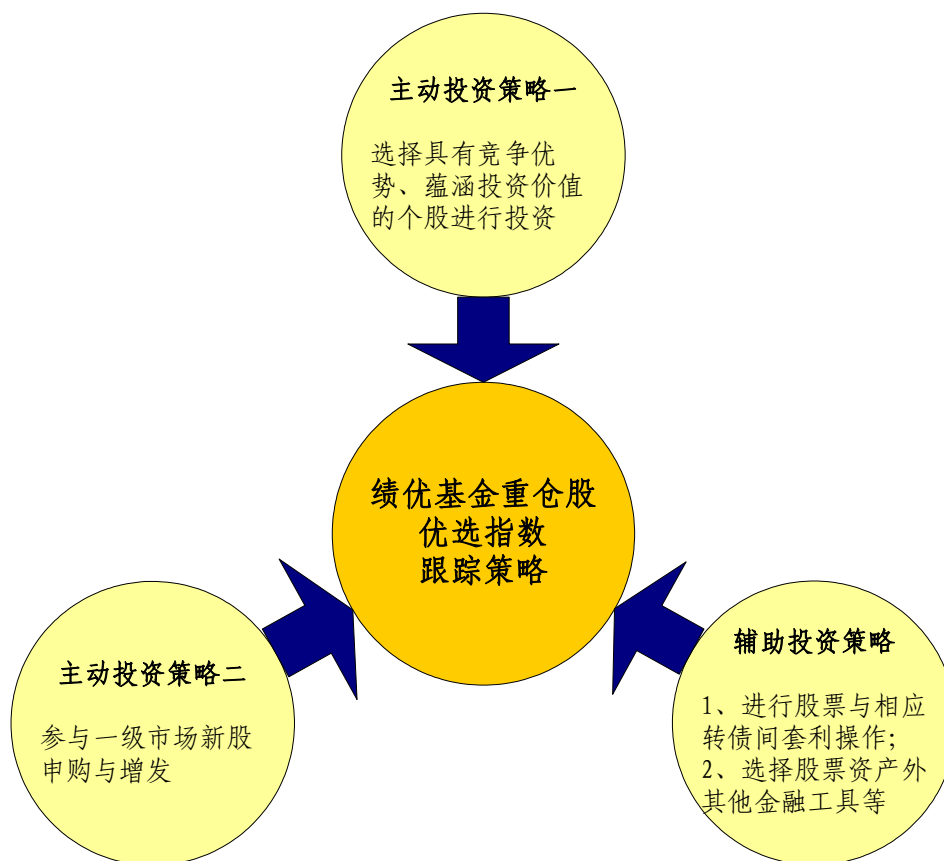 主动投资策略一
选择具有竞争优
势、蕴涵投资价值
的个股进行投资
绩优基金重仓股
优选指数
跟踪策略
主动投资策略二
参与一级市场新股
申购与增发
辅助投资策略
1、进行股票与相应
转债间套利操作;
2、选择股票资产外
其他金融工具等